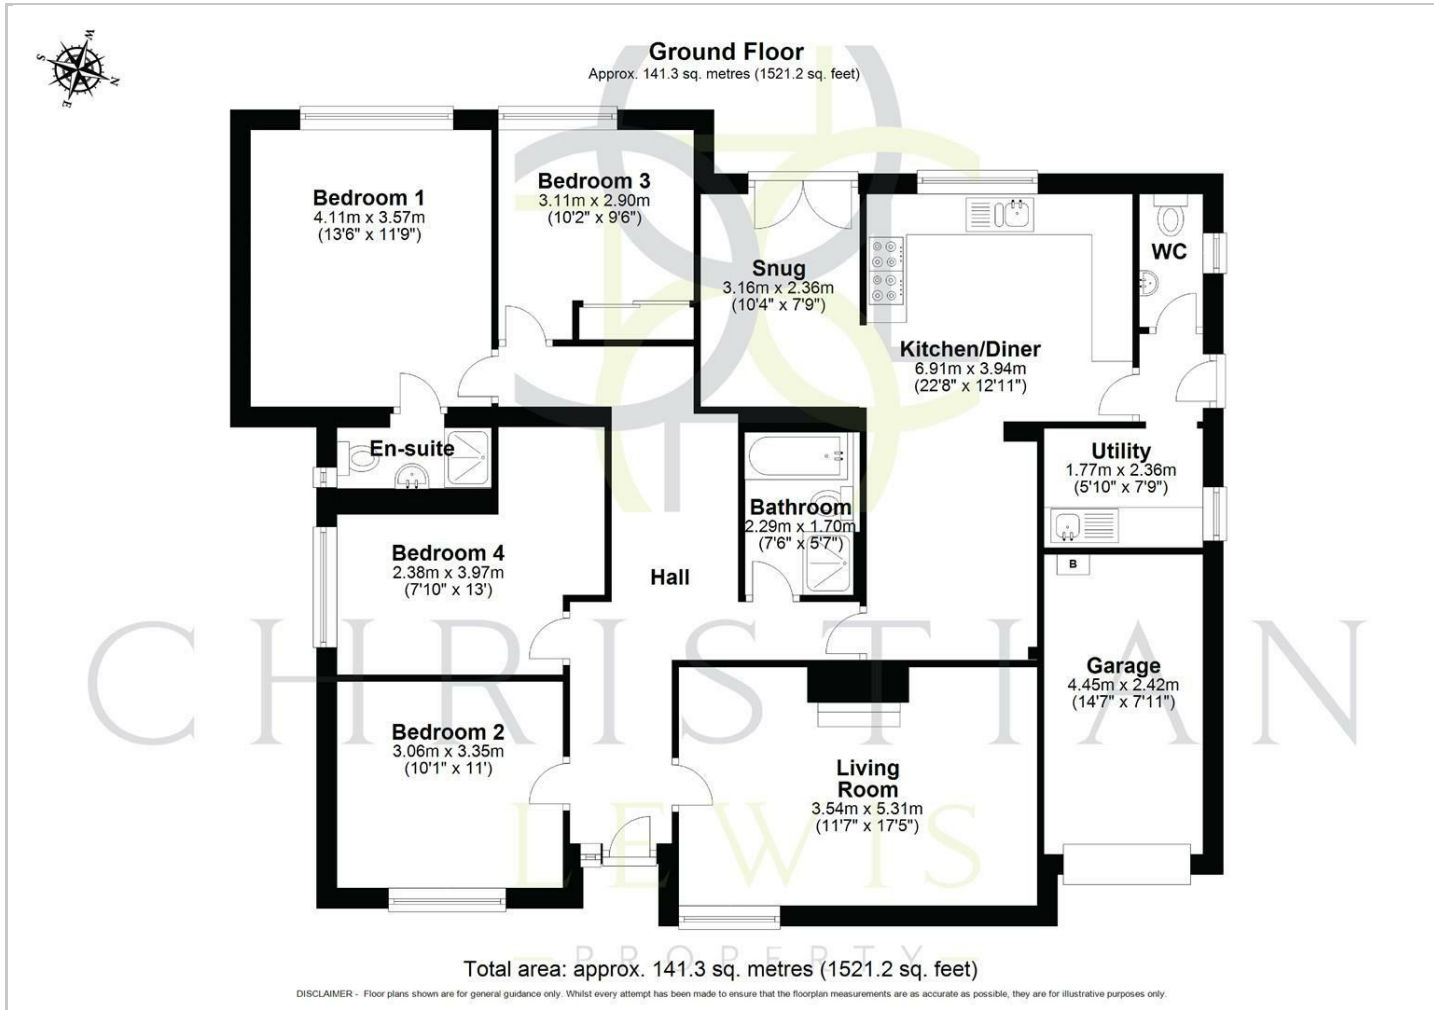 Ground Floor
Approx. 141.3 sq. metres (1521.2 sq. feet)
W
S
N
E
Bedroom 1
4.11m x 3.57m
(13'6" x 11'9")
Bedroom 3
3.11m x 2.90m
(10'2" x 9'6")
Snug
3.16m x 2.36m
(10'4" x 7'9")
WC
Kitchen/Diner
6.91m x 3.94m
(22'8" x 12'11")
En-suite
Utility
1.77m x 2.36m
(5'10" x 7'9")
Bathroom
2.29m x 1.70m
(7'6" x 5'7")
Bedroom 4
2.38m x 3.97m
(7'10" x 13')
Hall
B
Garage
4.45m x 2.42m
(14'7" x 7'11")
Bedroom 2
3.06m x 3.35m
(10'1" x 11')
Living
Room
3.54m x 5.31m
(11'7" x 17'5")
CHRISTIAN
LEWIS
PROPERTY
Total area: approx. 141.3 sq. metres (1521.2 sq. feet)
DISCLAIMER - Floor plans shown are for general guidance only. Whilst every attempt has been made to ensure that the floorplan measurements are as accurate as possible, they are for illustrative purposes only.